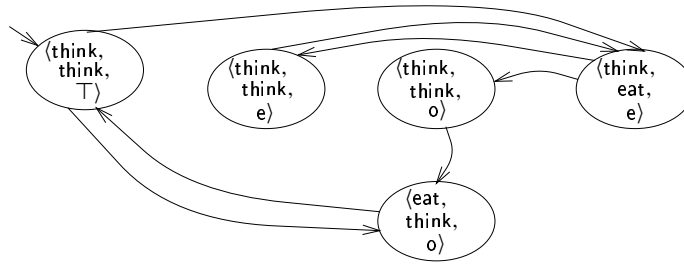 ⟨think,
think,
⊤⟩
⟨think,
think,
e⟩
⟨think,
think,
o⟩
⟨think,
eat,
e⟩
⟨eat,
think,
o⟩